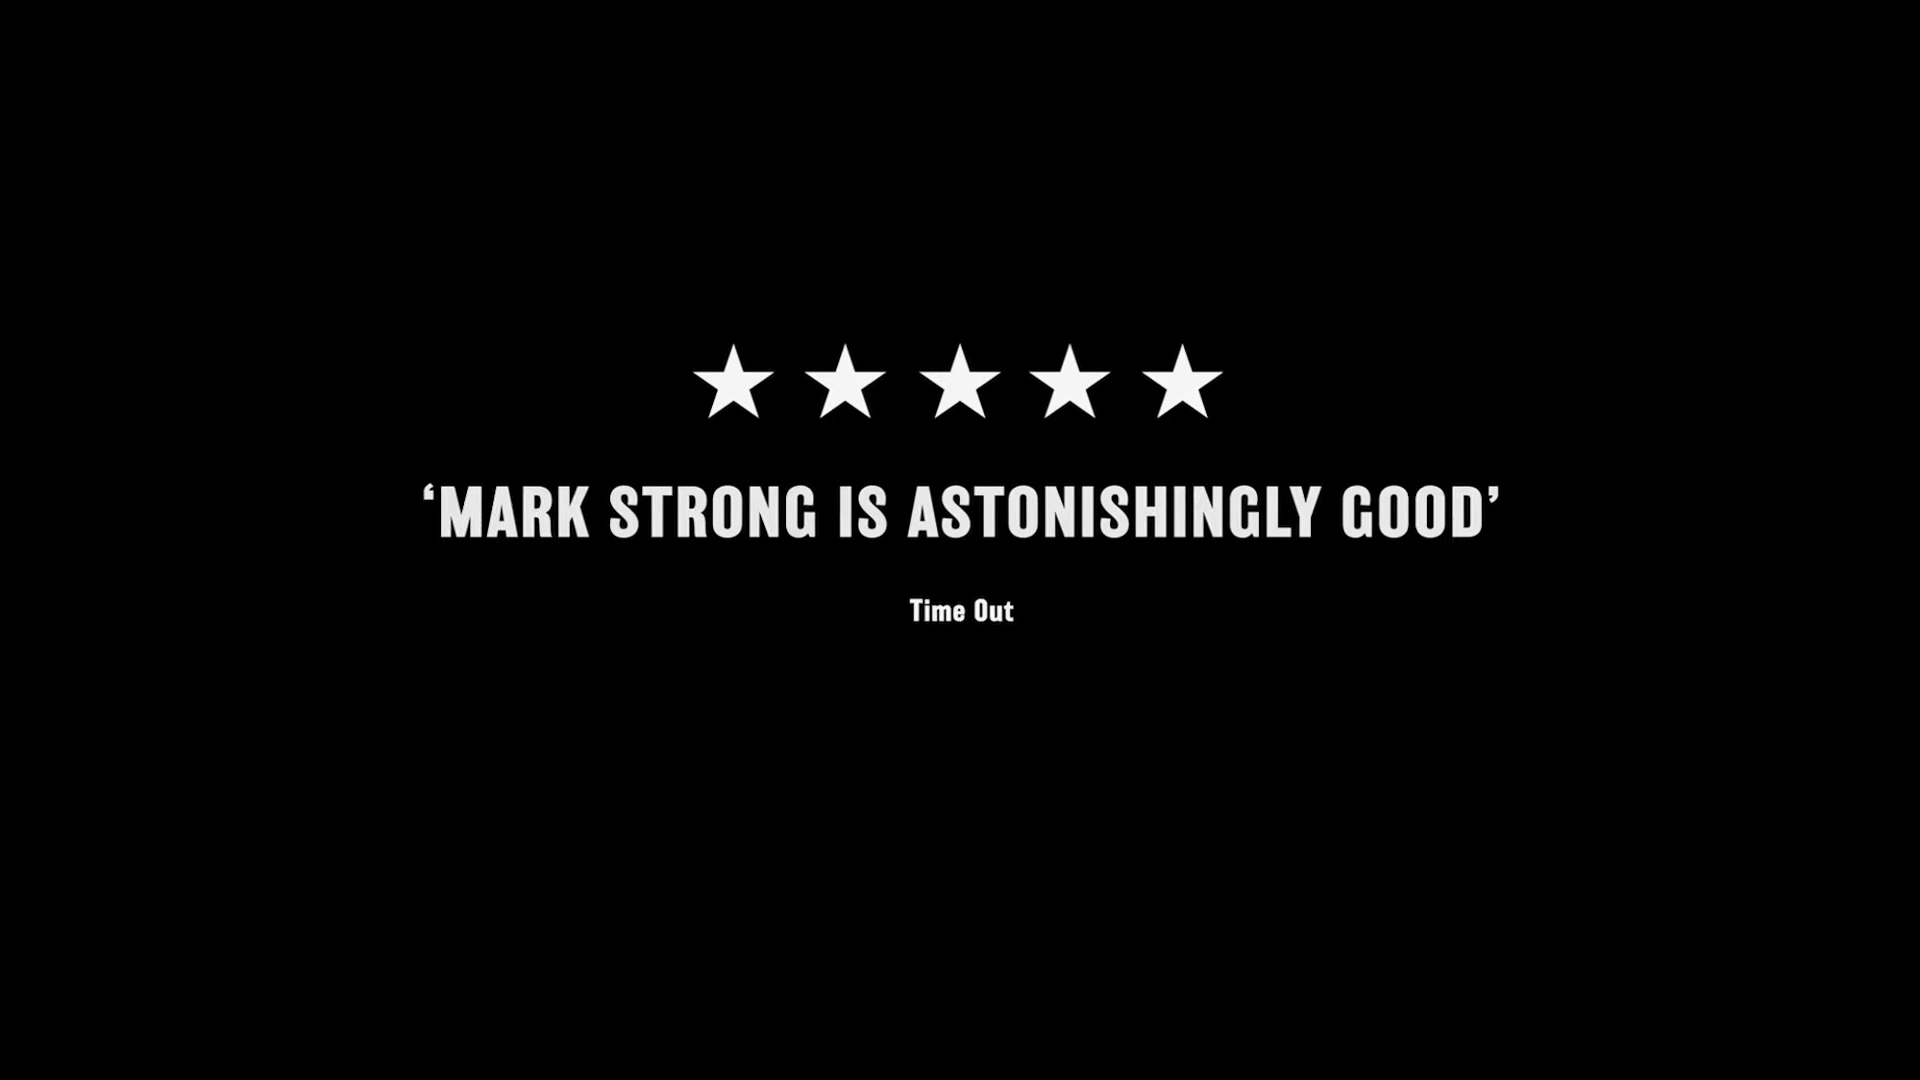 ★★★★★
‘MARK STRONG IS ASTONISHINGLY GOOD’
Time Out